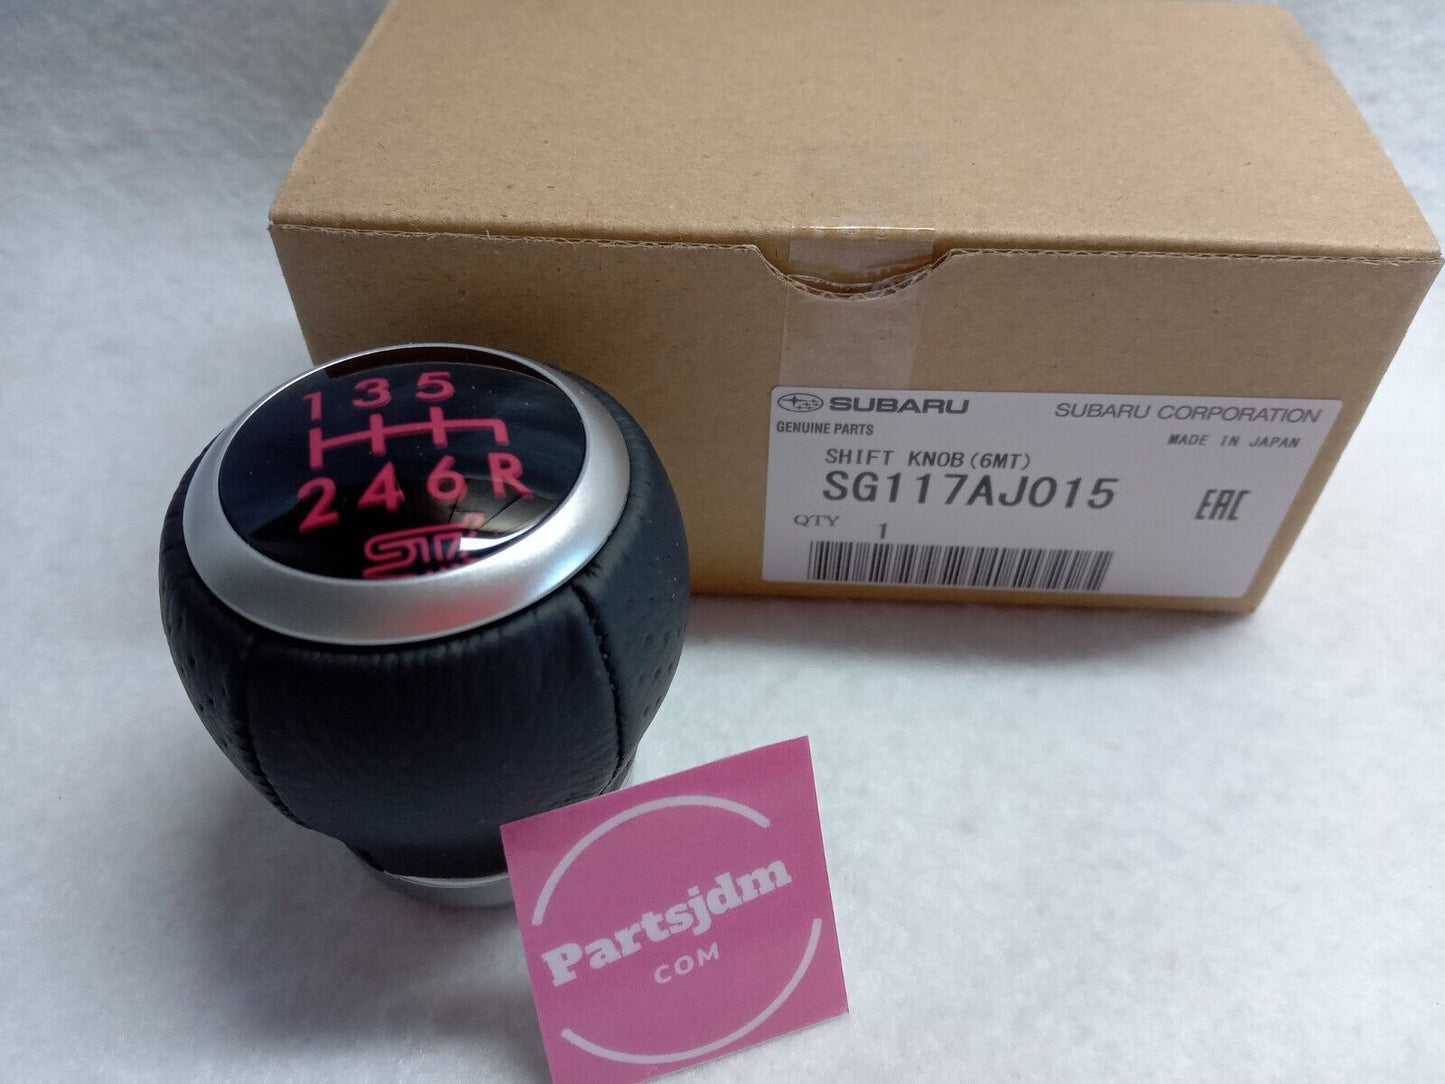 1 3 5
2 4 6 R
STI
SUBARU
SUBARU CORPORATION
GENUINE PARTS
MADE IN JAPAN
SHIFT KNOB(6MT)
SG117AJ015
EAC
QTY 1
Partsjdm
COM